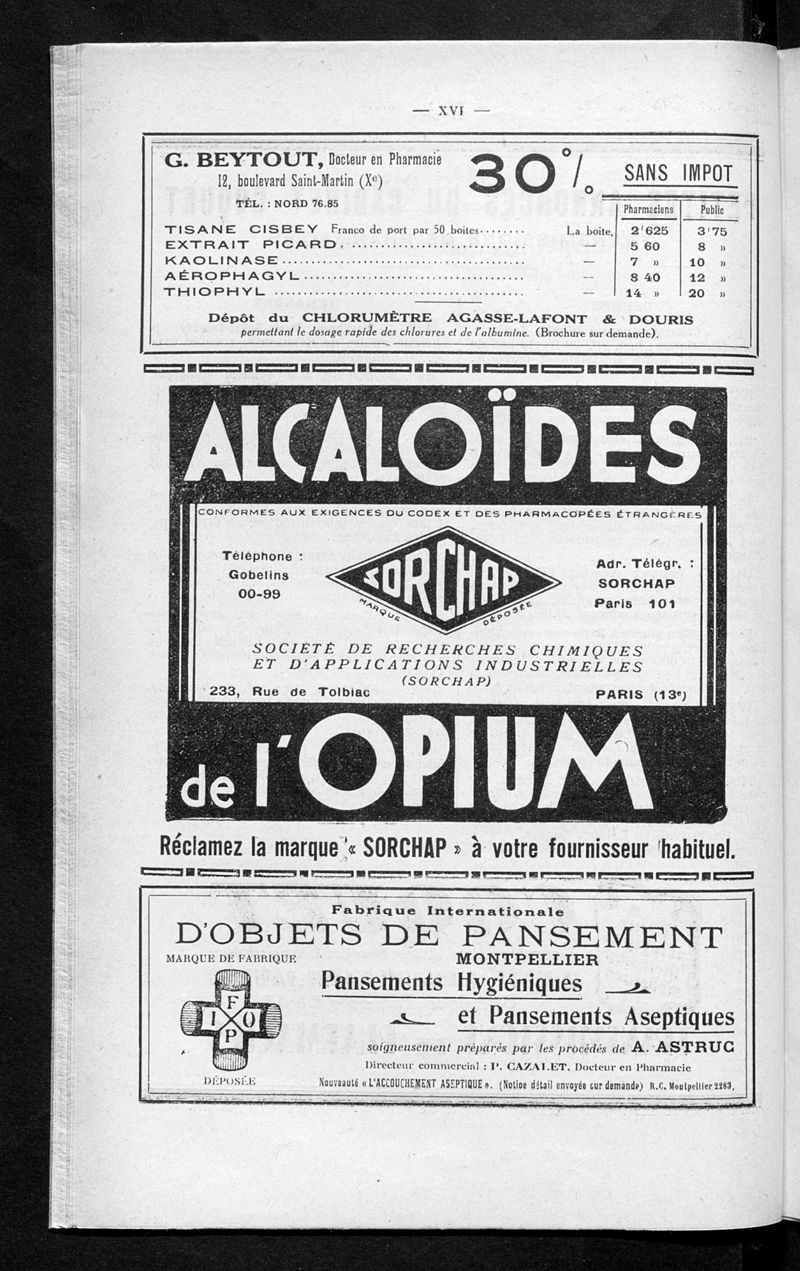 — XVI —
G. BEYTOUT, Docteur en Pharmacie
12, boulevard Saint-Martin (Xe)
TÉL. : NORD 76.85
30 %
SANS IMPOT
Pharmaciens Public
TISANE CISBEY Franco de port par 50 boites........ La boite, 2f625 3f75
EXTRAIT PICARD........ — 5 60 8 »
KAOLINASE........ — 7 » 10 »
AÉROPHAGYL........ — 8 40 12 »
THIOPHYL........ — 14 » 20 »
Dépôt du CHLORUMÈTRE AGASSE-LAFONT & DOURIS
permettant le dosage rapide des chlorures et de l'albumine. (Brochure sur demande).
ALCALOÏDES
CONFORMES AUX EXIGENCES DU CODEX ET DES PHARMACOPÉES ÉTRANGÈRES
Téléphone :
Gobelins
00-99
SORCHAP
MARQUE DÉPOSÉE
Adr. Télégr. :
SORCHAP
Paris 101
SOCIÉTÉ DE RECHERCHES CHIMIQUES
ET D'APPLICATIONS INDUSTRIELLES
(SORCHAP)
233, Rue de Tolbiac PARIS (13e)
de l'OPIUM
Réclamez la marque « SORCHAP » à votre fournisseur habituel.
Fabrique Internationale
D'OBJETS DE PANSEMENT
MARQUE DE FABRIQUE
MONTPELLIER
F
I O
P
DÉPOSÉE
Pansements Hygiéniques
et Pansements Aseptiques
soigneusement préparés par les procédés de A. ASTRUC
Directeur commercial : P. CAZALET, Docteur en Pharmacie
Nouveauté « L'ACCOUCHEMENT ASEPTIQUE ». (Notice détail envoyée sur demande) R.C. Montpellier 2283.